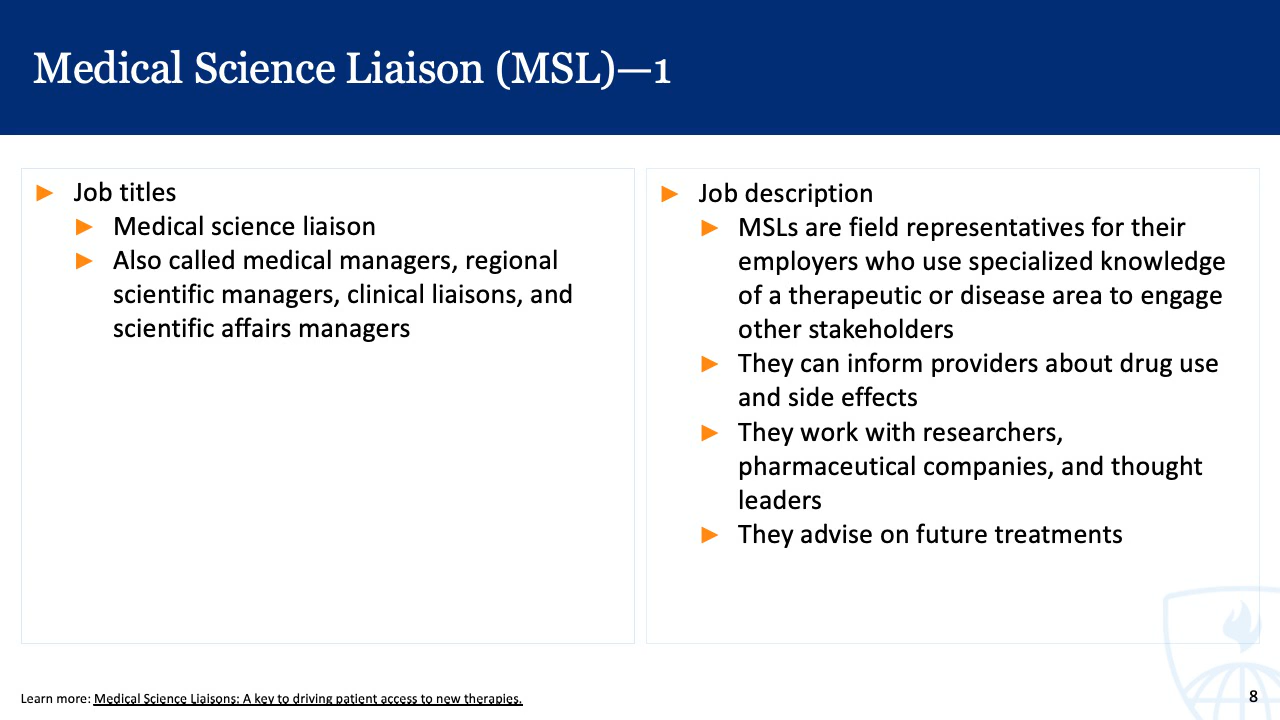 Medical Science Liaison (MSL)—1
► Job titles
► Medical science liaison
► Also called medical managers, regional
scientific managers, clinical liaisons, and
scientific affairs managers
► Job description
► MSLs are field representatives for their
employers who use specialized knowledge
of a therapeutic or disease area to engage
other stakeholders
► They can inform providers about drug use
and side effects
► They work with researchers,
pharmaceutical companies, and thought
leaders
► They advise on future treatments
Learn more: Medical Science Liaisons: A key to driving patient access to new therapies.
8